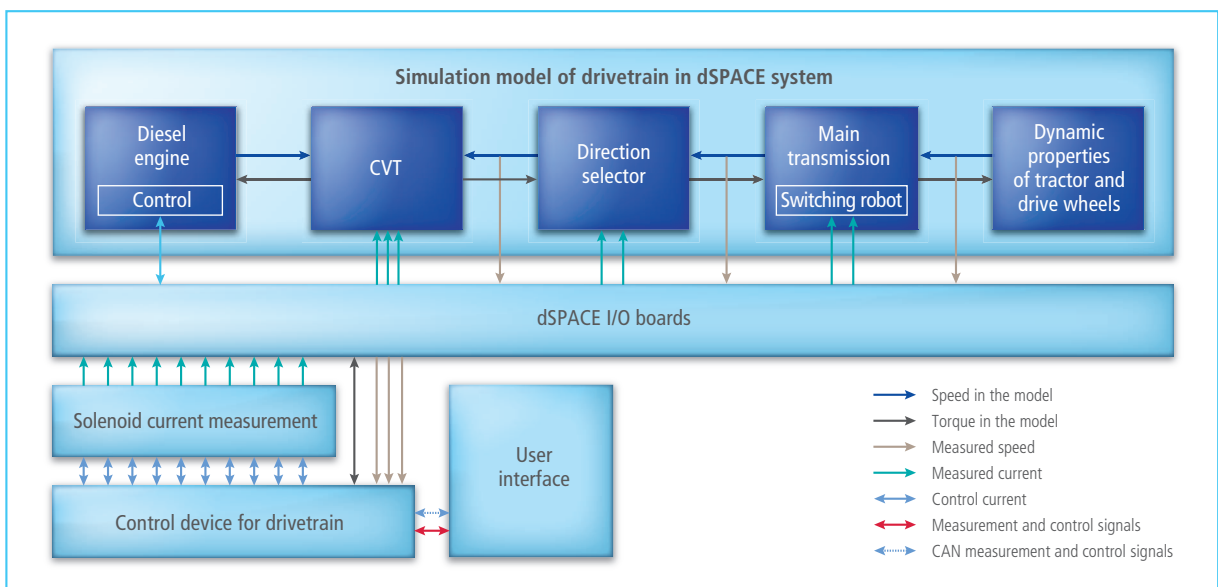 Simulation model of drivetrain in dSPACE system
Diesel
engine
Control
CVT
Direction
selector
Main
transmission
Switching robot
Dynamic
properties
of tractor and
drive wheels
dSPACE I/O boards
Solenoid current measurement
Control device for drivetrain
User
interface
Speed in the model
Torque in the model
Measured speed
Measured current
Control current
Measurement and control signals
CAN measurement and control signals